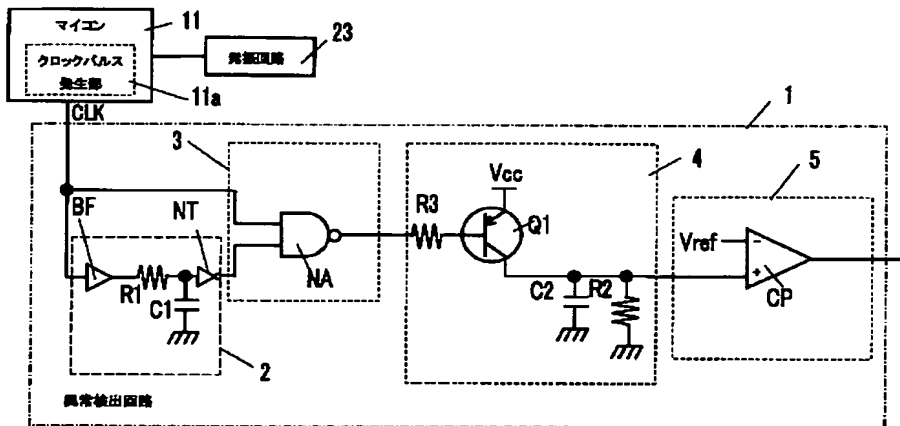 マイコン
11
クロックパルス
発生部
11a
発振回路
23
CLK
1
3
4
5
BF
NT
R1
C1
NA
2
R3
Vcc
Q1
C2
R2
Vref
-
+
CP
異常検出回路